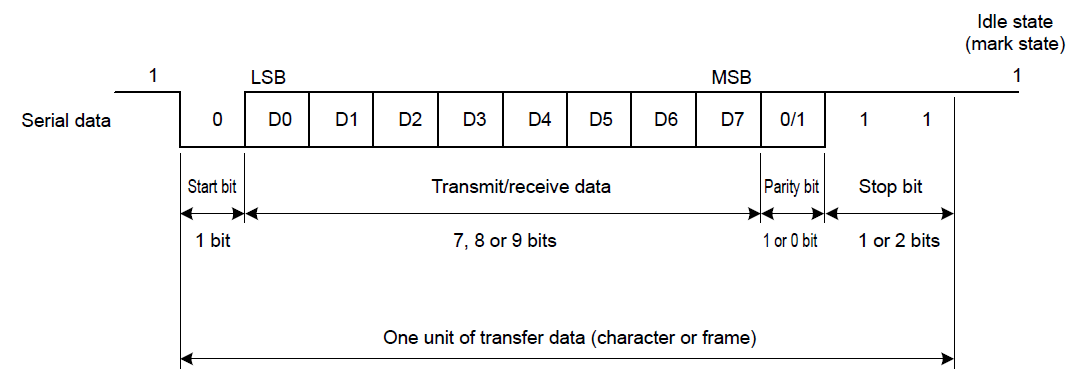 Idle state
(mark state)
1 LSB MSB 1
Serial data 0 D0 D1 D2 D3 D4 D5 D6 D7 0/1 1 1
Start bit Transmit/receive data Parity bit Stop bit
1 bit 7, 8 or 9 bits 1 or 0 bit 1 or 2 bits
One unit of transfer data (character or frame)